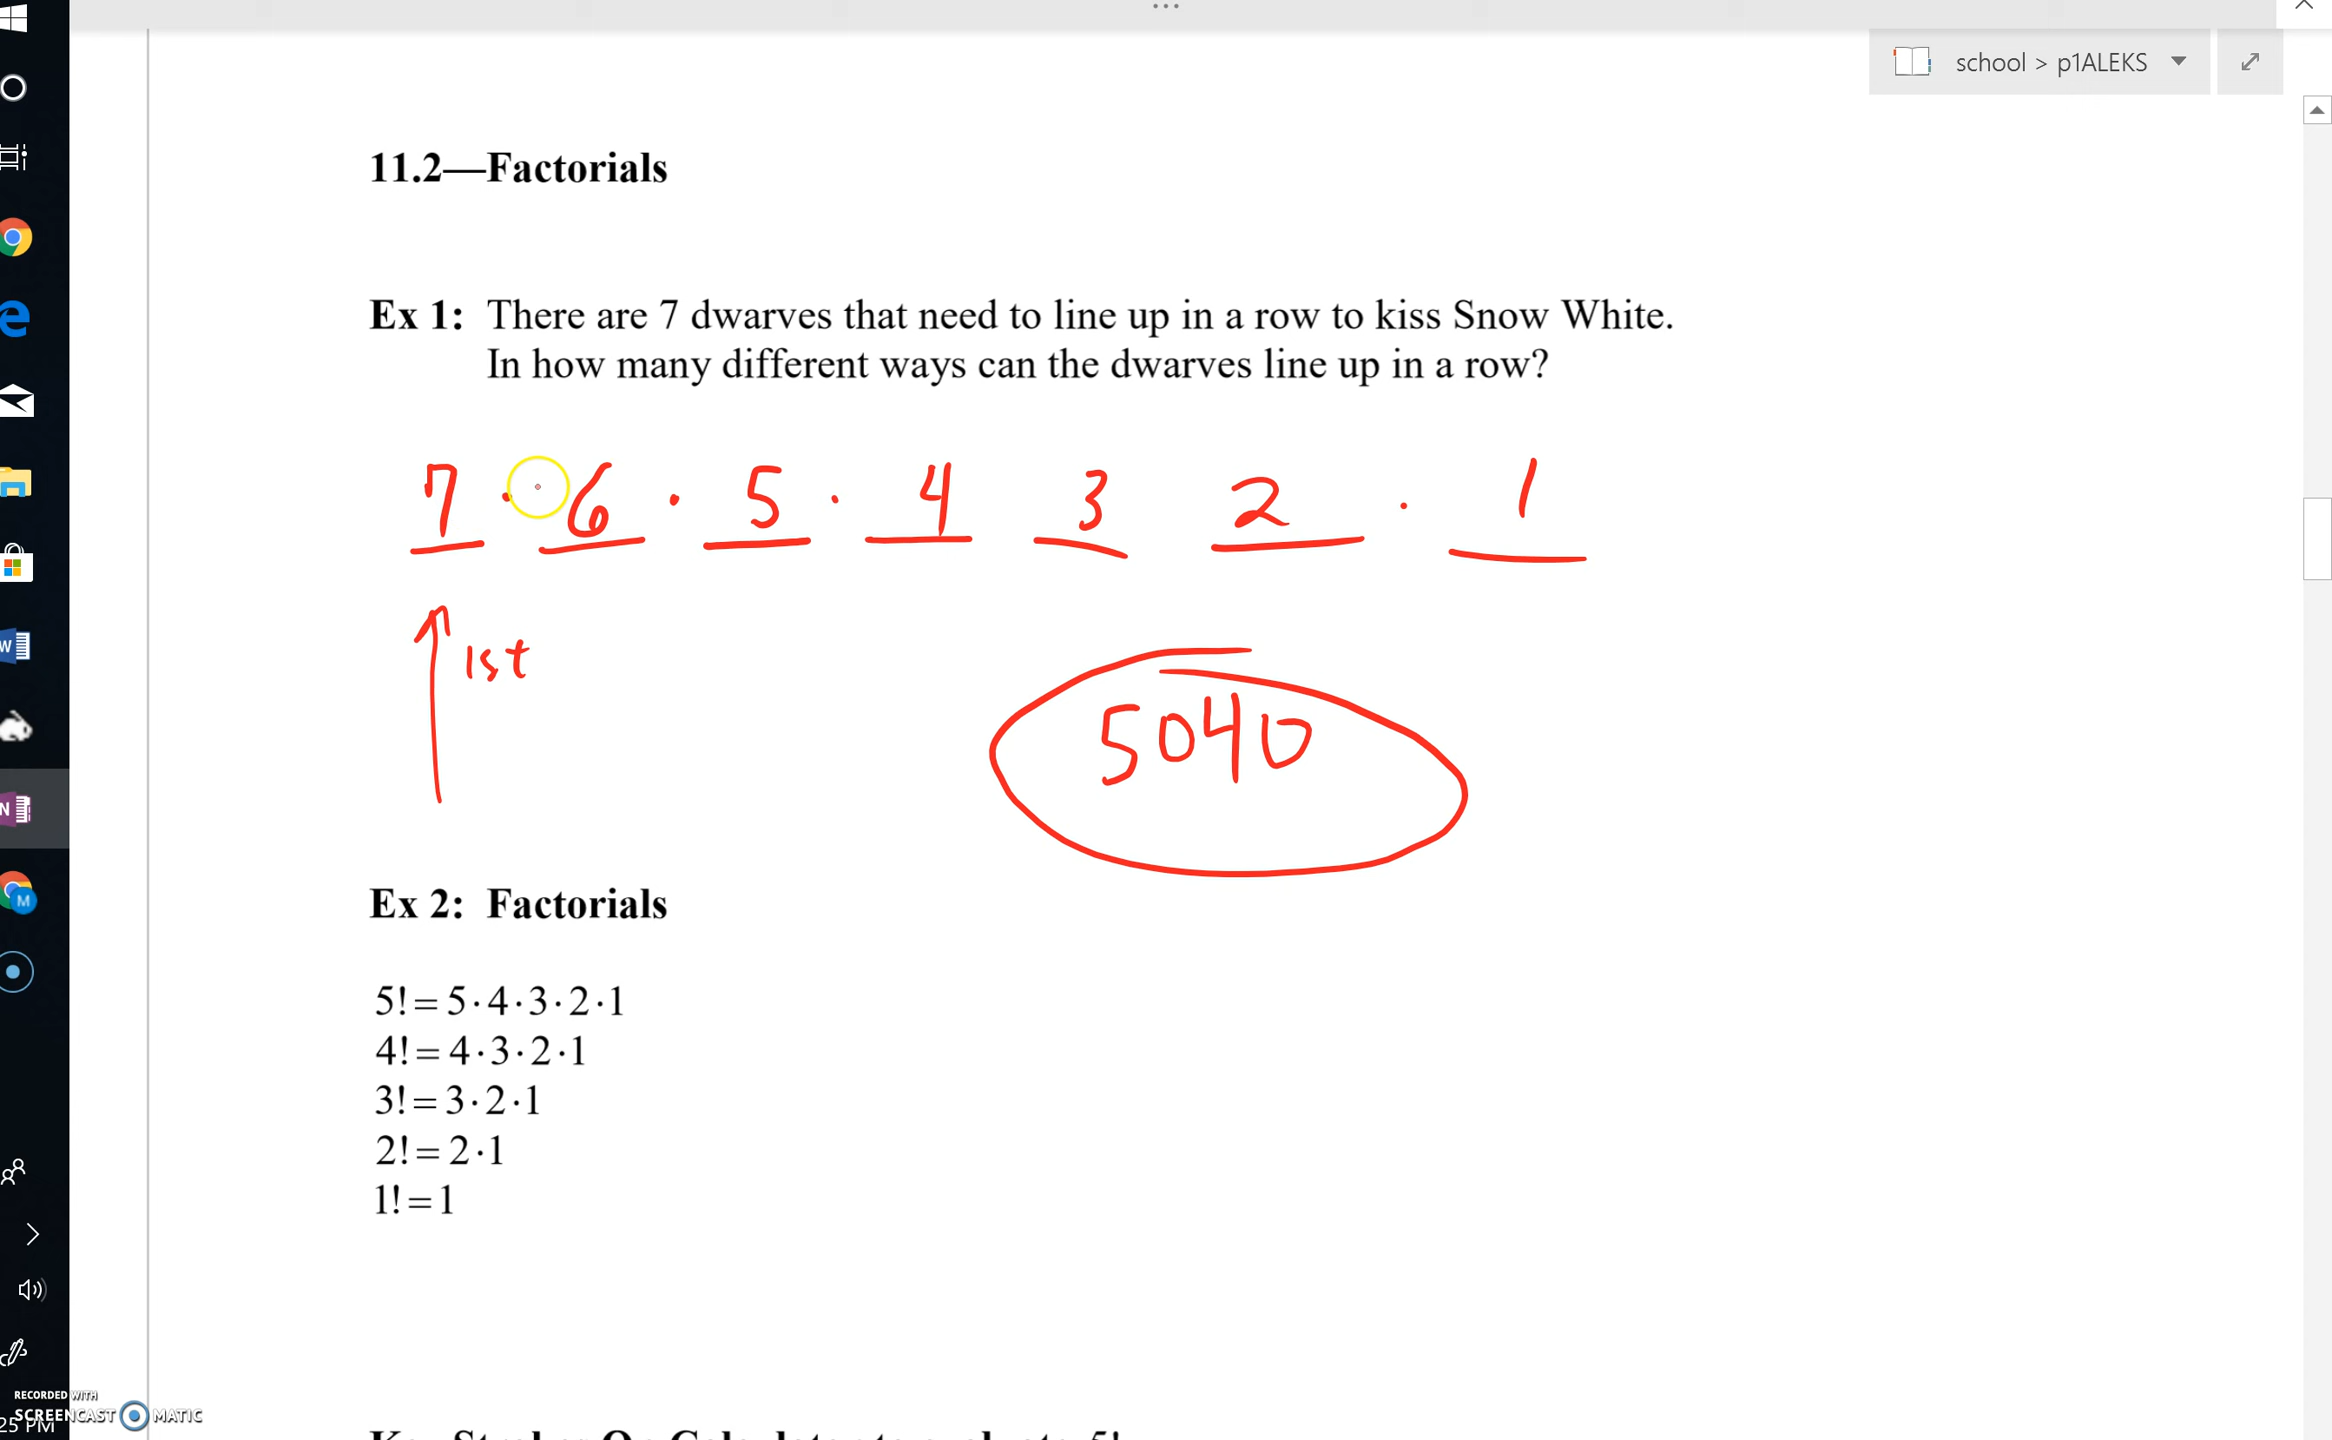 school > p1ALEKS
11.2—Factorials
Ex 1: There are 7 dwarves that need to line up in a row to kiss Snow White.
In how many different ways can the dwarves line up in a row?
7 · 6 · 5 · 4 3 2 · 1
1st
5040
Ex 2: Factorials
5! = 5 · 4 · 3 · 2 · 1
4! = 4 · 3 · 2 · 1
3! = 3 · 2 · 1
2! = 2 · 1
1! = 1
RECORDED WITH
SCREENCAST MATIC
25 PM